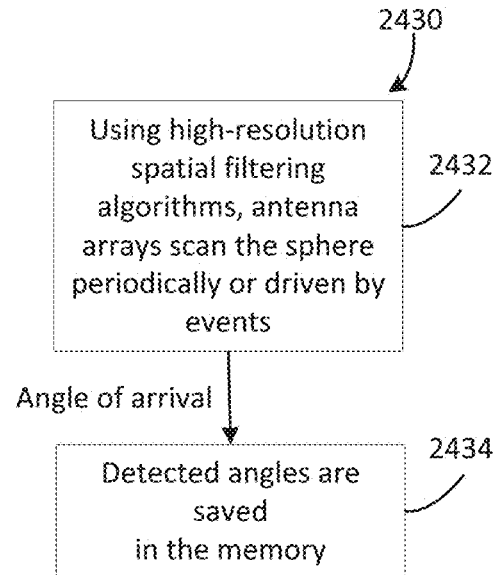 2430
Using high-resolution
spatial filtering
algorithms, antenna
arrays scan the sphere
periodically or driven by
events
2432
Angle of arrival
Detected angles are
saved
in the memory
2434